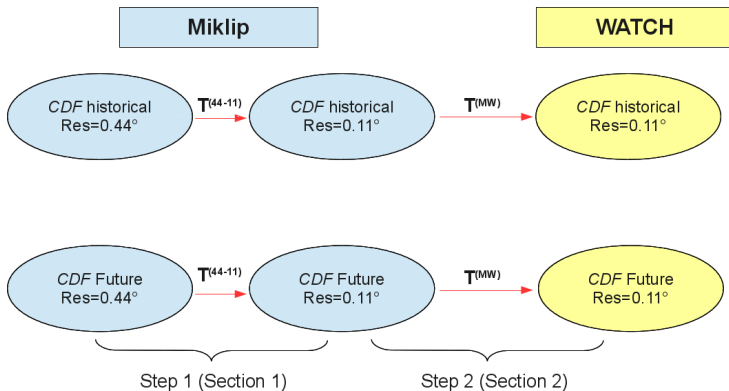 Miklip
WATCH
CDF historical
Res=0.44°
T(44-11)
CDF historical
Res=0.11°
T(MW)
CDF historical
Res=0.11°
CDF Future
Res=0.44°
T(44-11)
CDF Future
Res=0.11°
T(MW)
CDF Future
Res=0.11°
Step 1 (Section 1)
Step 2 (Section 2)